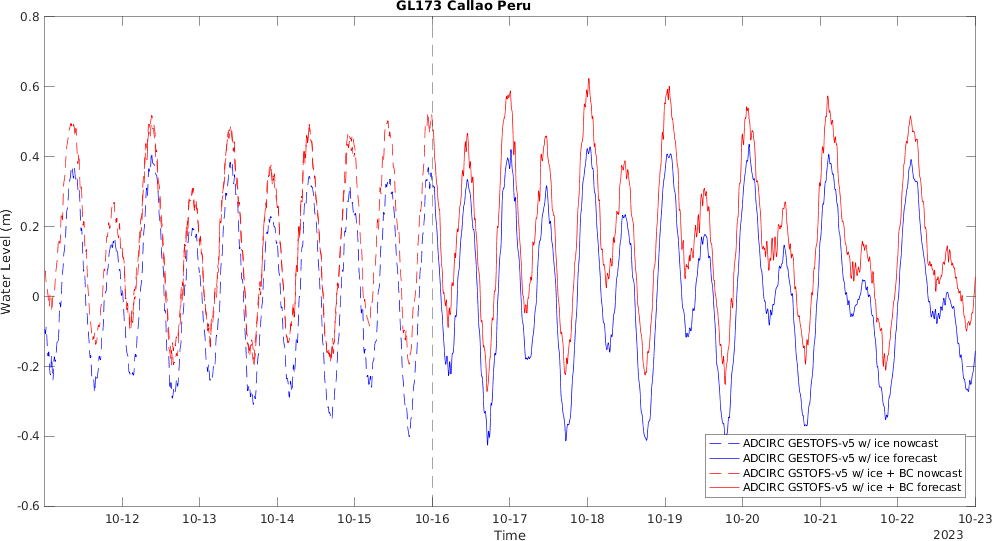 GL173 Callao Peru
0.8
0.6
0.4
0.2
0
-0.2
-0.4
-0.6
Water Level (m)
ADCIRC GESTOFS-v5 w/ ice nowcast
ADCIRC GESTOFS-v5 w/ ice forecast
ADCIRC GSTOFS-v5 w/ ice + BC nowcast
ADCIRC GSTOFS-v5 w/ ice + BC forecast
10-12 10-13 10-14 10-15 10-16 10-17 10-18 10-19 10-20 10-21 10-22 10-23
Time
2023